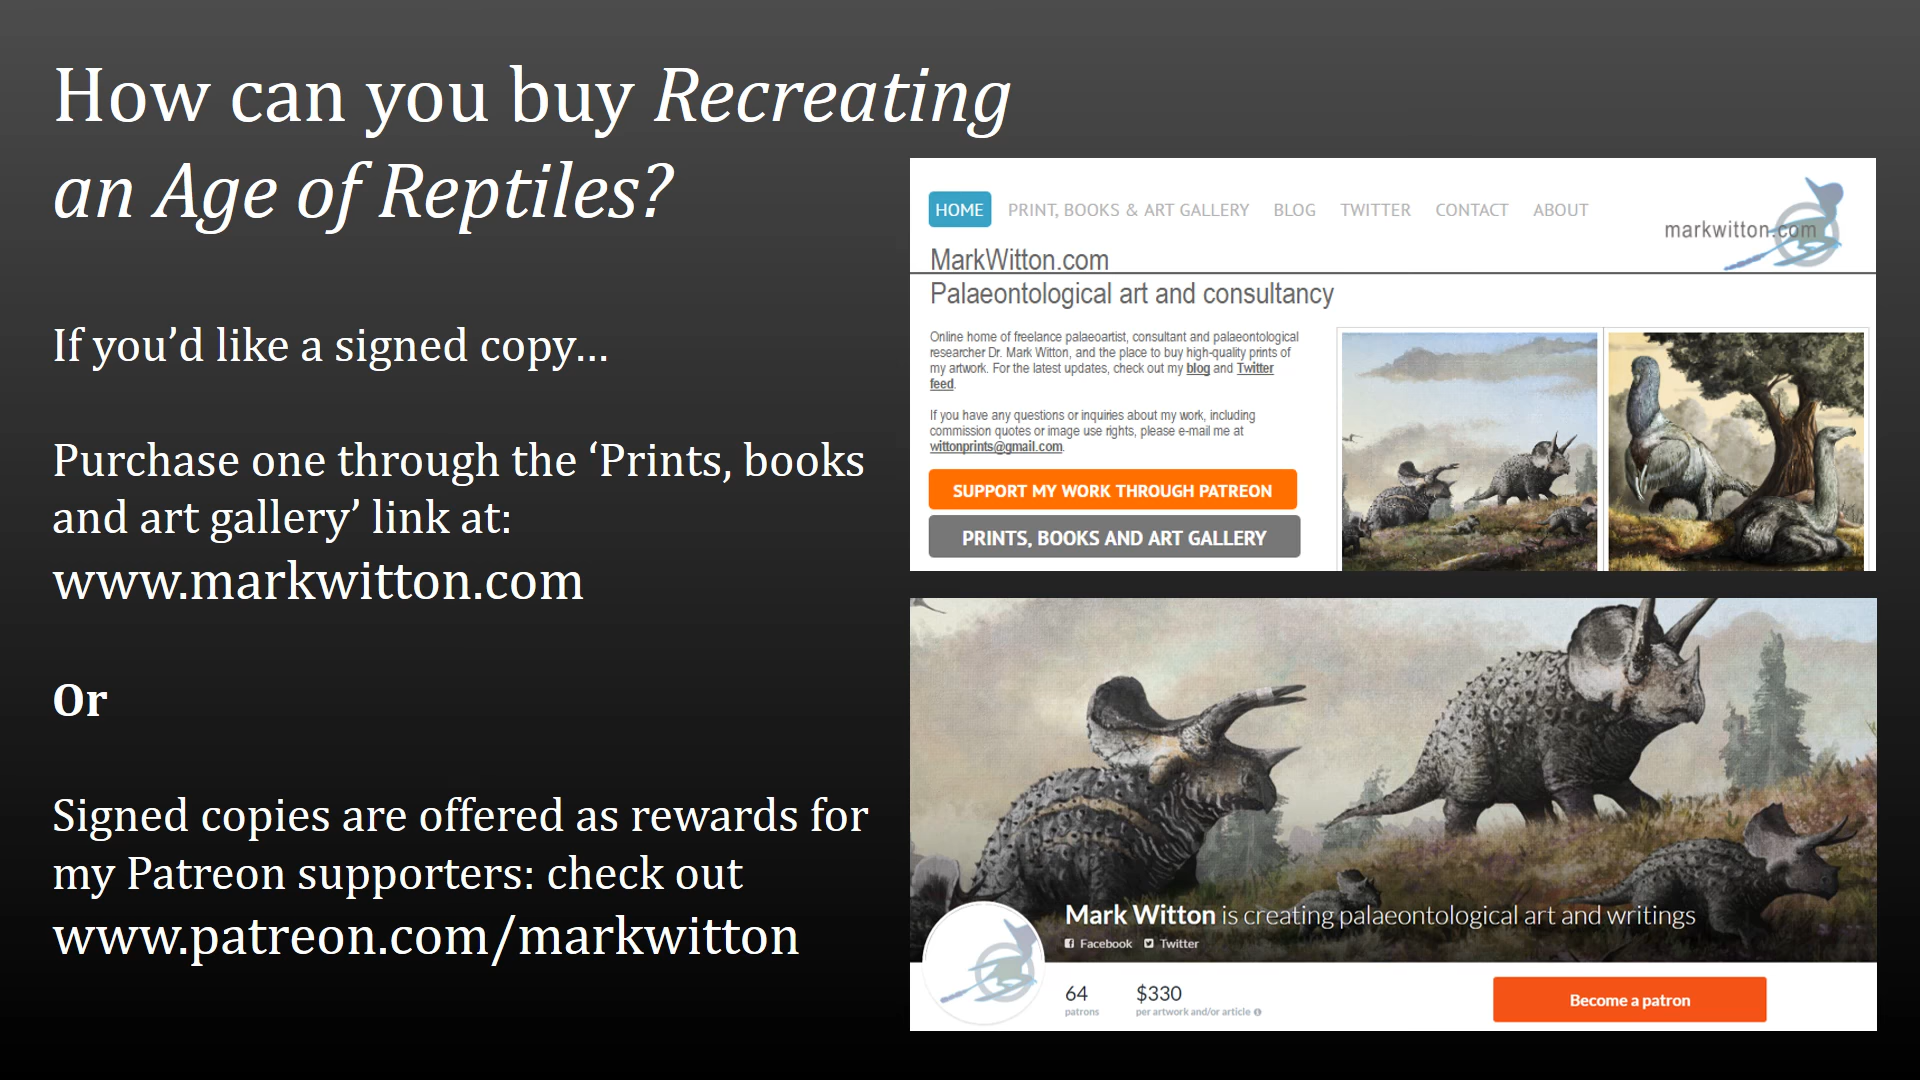 How can you buy Recreating
an Age of Reptiles?
If you’d like a signed copy…
Purchase one through the ‘Prints, books
and art gallery’ link at:
www.markwitton.com
Or
Signed copies are offered as rewards for
my Patreon supporters: check out
www.patreon.com/markwitton
HOME PRINT, BOOKS & ART GALLERY BLOG TWITTER CONTACT ABOUT
markwitton.com
MarkWitton.com
Palaeontological art and consultancy
Online home of freelance palaeoartist, consultant and palaeontological
researcher Dr. Mark Witton, and the place to buy high-quality prints of
my artwork. For the latest updates, check out my blog and Twitter
feed.
If you have any questions or inquiries about my work, including
commission quotes or image use rights, please e-mail me at
wittonprints@gmail.com.
SUPPORT MY WORK THROUGH PATREON
PRINTS, BOOKS AND ART GALLERY
Mark Witton is creating palaeontological art and writings
Facebook Twitter
64 $330
patrons per artwork and/or article
Become a patron